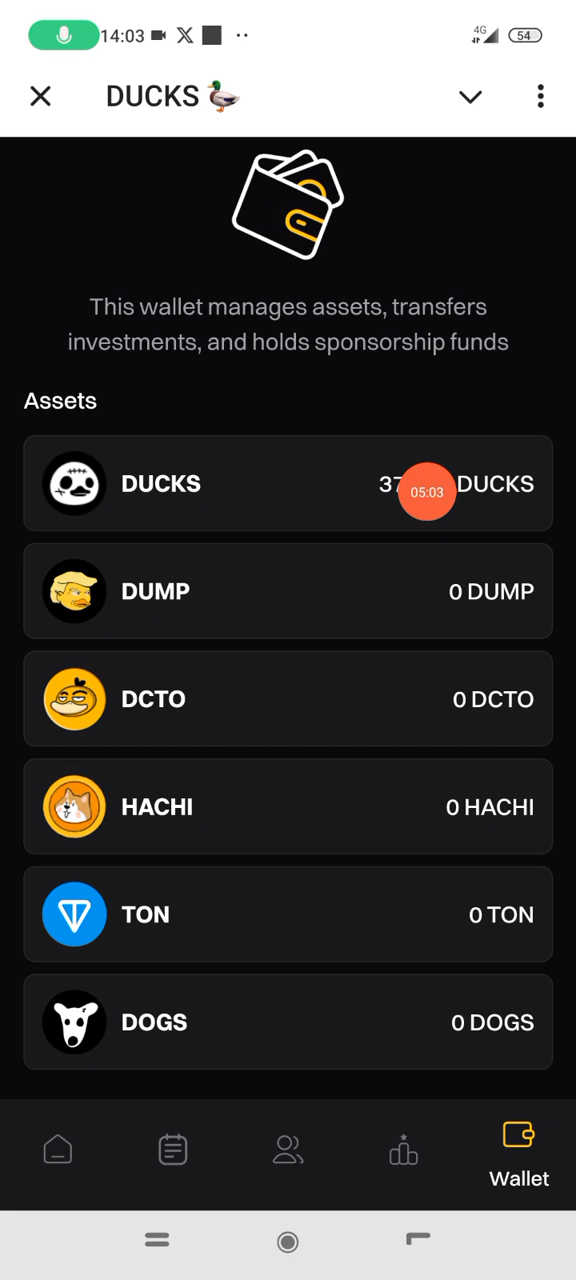 14:03
4G
54
DUCKS
This wallet manages assets, transfers
investments, and holds sponsorship funds
Assets
DUCKS
DUCKS
05:03
DUMP
0 DUMP
DCTO
0 DCTO
HACHI
0 HACHI
TON
0 TON
DOGS
0 DOGS
Wallet